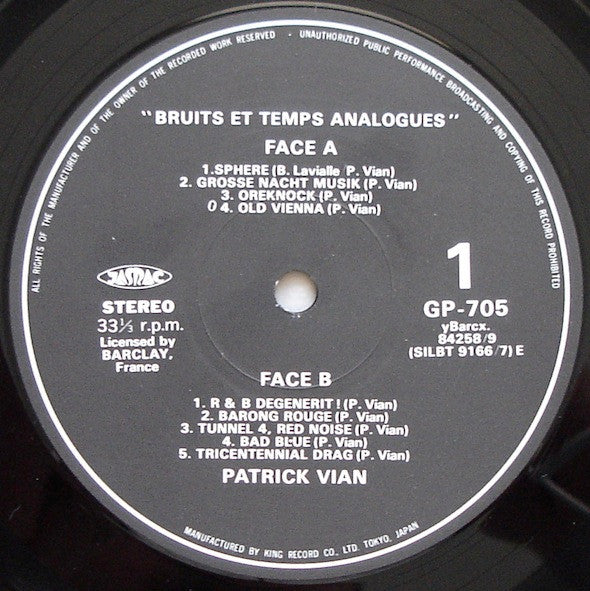 ALL RIGHTS OF THE MANUFACTURER AND OF THE OWNER OF THE RECORDED WORK RESERVED - UNAUTHORIZED PUBLIC PERFORMANCE BROADCASTING AND COPYING OF THIS RECORD PROHIBITED
"BRUITS ET TEMPS ANALOGUES"
FACE A
1.SPHERE (B. Lavialle P. Vian)
2. GROSSE NACHT MUSIK (P. Vian)
3. OREKNOCK (P. Vian)
0 4. OLD VIENNA (P. Vian)
JASRAC
STEREO
33⅓ r.p.m.
Licensed by
BARCLAY,
France
1
GP-705
yBarcx.
84258/9
(SILBT 9166/7) E
FACE B
1. R & B DEGENERIT! (P. Vian)
2. BARONG ROUGE (P. Vian)
3. TUNNEL 4, RED NOISE (P. Vian)
4. BAD BLUE (P. Vian)
5. TRICENTENNIAL DRAG (P. Vian)
PATRICK VIAN
MANUFACTURED BY KING RECORD CO. LTD. TOKYO, JAPAN